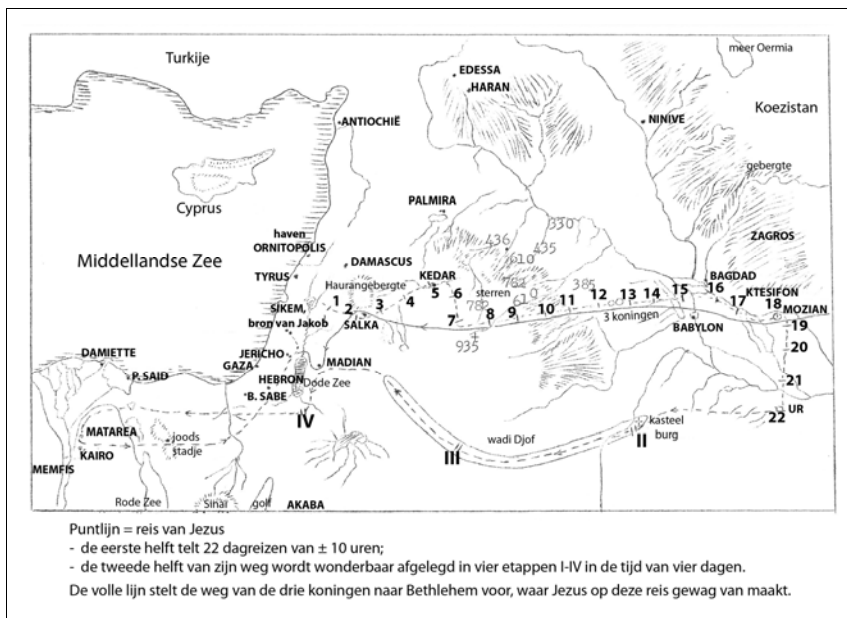 Turkije
meer Oermia
EDESSA
HARAN
Koezistan
NINIVE
ANTIOCHIË
gebergte
PALMIRA
Cyprus
330
haven
436
435
ZAGROS
ORNITOPOLIS
610
Middellandse Zee
DAMASCUS
TYRUS
KEDAR
782
385
BAGDAD
Haurangebergte
sterren
KTESIFON
1 2 3 4 5 6 7 8 9 10 11 12 13 14 15 16 17 18
782
610
MOZIAN
SIKEM,
bron van Jakob
SALKA
3 koningen
BABYLON
19
935
20
JERICHO
DAMIETTE
GAZA
MADIAN
P. SAID
HEBRON
Dode Zee
21
B. SABE
UR
22
IV
kasteel
burg
II
MATAREA
joods
stadje
wadi Djof
III
KAIRO
MEMFIS
Rode Zee
Sinaï
golf
AKABA
Puntlijn = reis van Jezus
- de eerste helft telt 22 dagreizen van ± 10 uren;
- de tweede helft van zijn weg wordt wonderbaar afgelegd in vier etappen I-IV in de tijd van vier dagen.
De volle lijn stelt de weg van de drie koningen naar Bethlehem voor, waar Jezus op deze reis gewag van maakt.